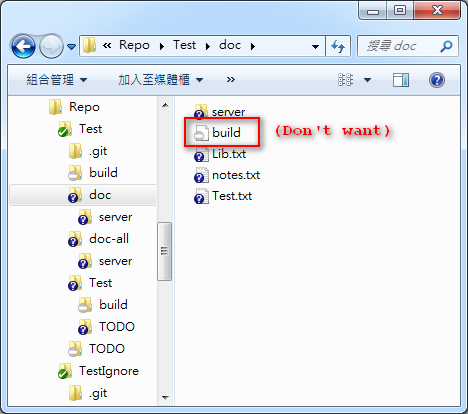 « Repo ▸ Test ▸ doc ▸
搜尋 doc
組合管理 ▼ 加入至媒體櫃 ▼ »
Repo
Test
.git
build
doc
server
doc-all
server
Test
build
TODO
TODO
TestIgnore
.git
server
build (Don't want)
Lib.txt
notes.txt
Test.txt